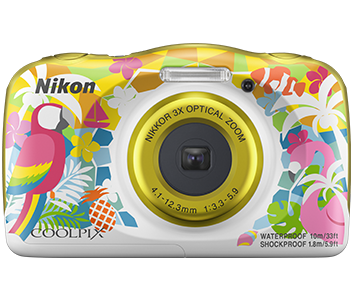 Nikon
NIKKOR 3X OPTICAL ZOOM
4.1-12.3mm 1:3.3-5.9
COOLPIX
WATERPROOF 10m/33ft
SHOCKPROOF 1.8m/5.9ft